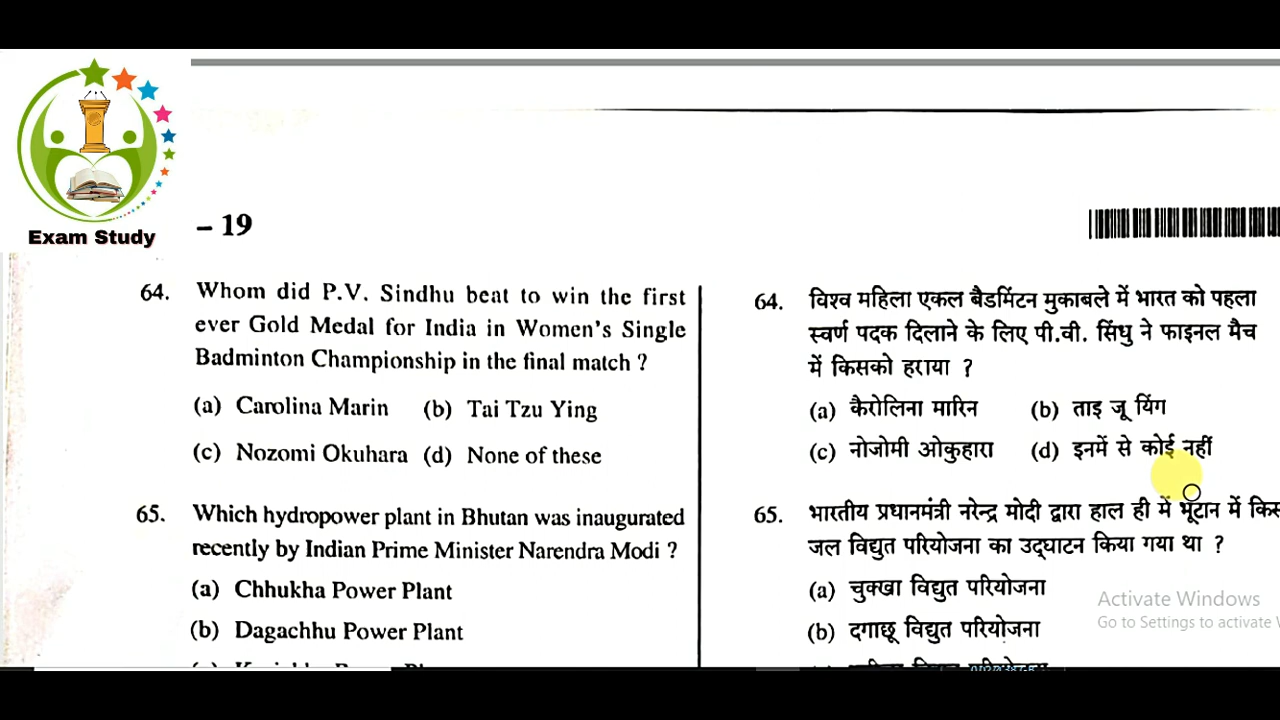 Exam Study
– 19
64. Whom did P.V. Sindhu beat to win the first
ever Gold Medal for India in Women's Single
Badminton Championship in the final match ?
(a) Carolina Marin (b) Tai Tzu Ying
(c) Nozomi Okuhara (d) None of these
65. Which hydropower plant in Bhutan was inaugurated
recently by Indian Prime Minister Narendra Modi ?
(a) Chhukha Power Plant
(b) Dagachhu Power Plant
64. विश्व महिला एकल बैडमिंटन मुकाबले में भारत को पहला
स्वर्ण पदक दिलाने के लिए पी.वी. सिंधु ने फाइनल मैच
में किसको हराया ?
(a) कैरोलिना मारिन (b) ताइ जू यिंग
(c) नोजोमी ओकुहारा (d) इनमें से कोई नहीं
65. भारतीय प्रधानमंत्री नरेन्द्र मोदी द्वारा हाल ही में भूटान में किस
जल विद्युत परियोजना का उद्घाटन किया गया था ?
(a) चुक्खा विद्युत परियोजना
(b) दगाछू विद्युत परियोजना
Activate Windows
Go to Settings to activate